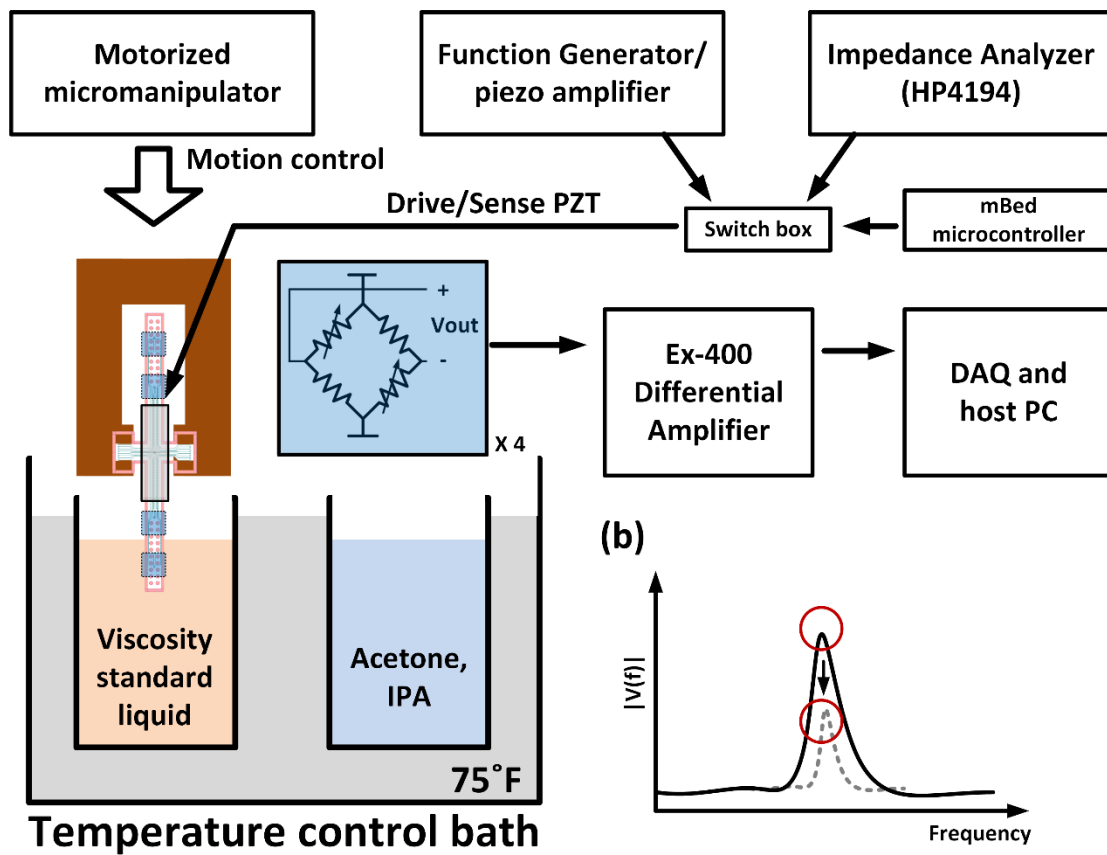 Motorized
micromanipulator
Function Generator/
piezo amplifier
Impedance Analyzer
(HP4194)
Motion control
Drive/Sense PZT
Switch box
mBed
microcontroller
+
Vout
-
X 4
Ex-400
Differential
Amplifier
DAQ and
host PC
Viscosity
standard
liquid
Acetone,
IPA
75˚F
Temperature control bath
(b)
|V(f)|
Frequency